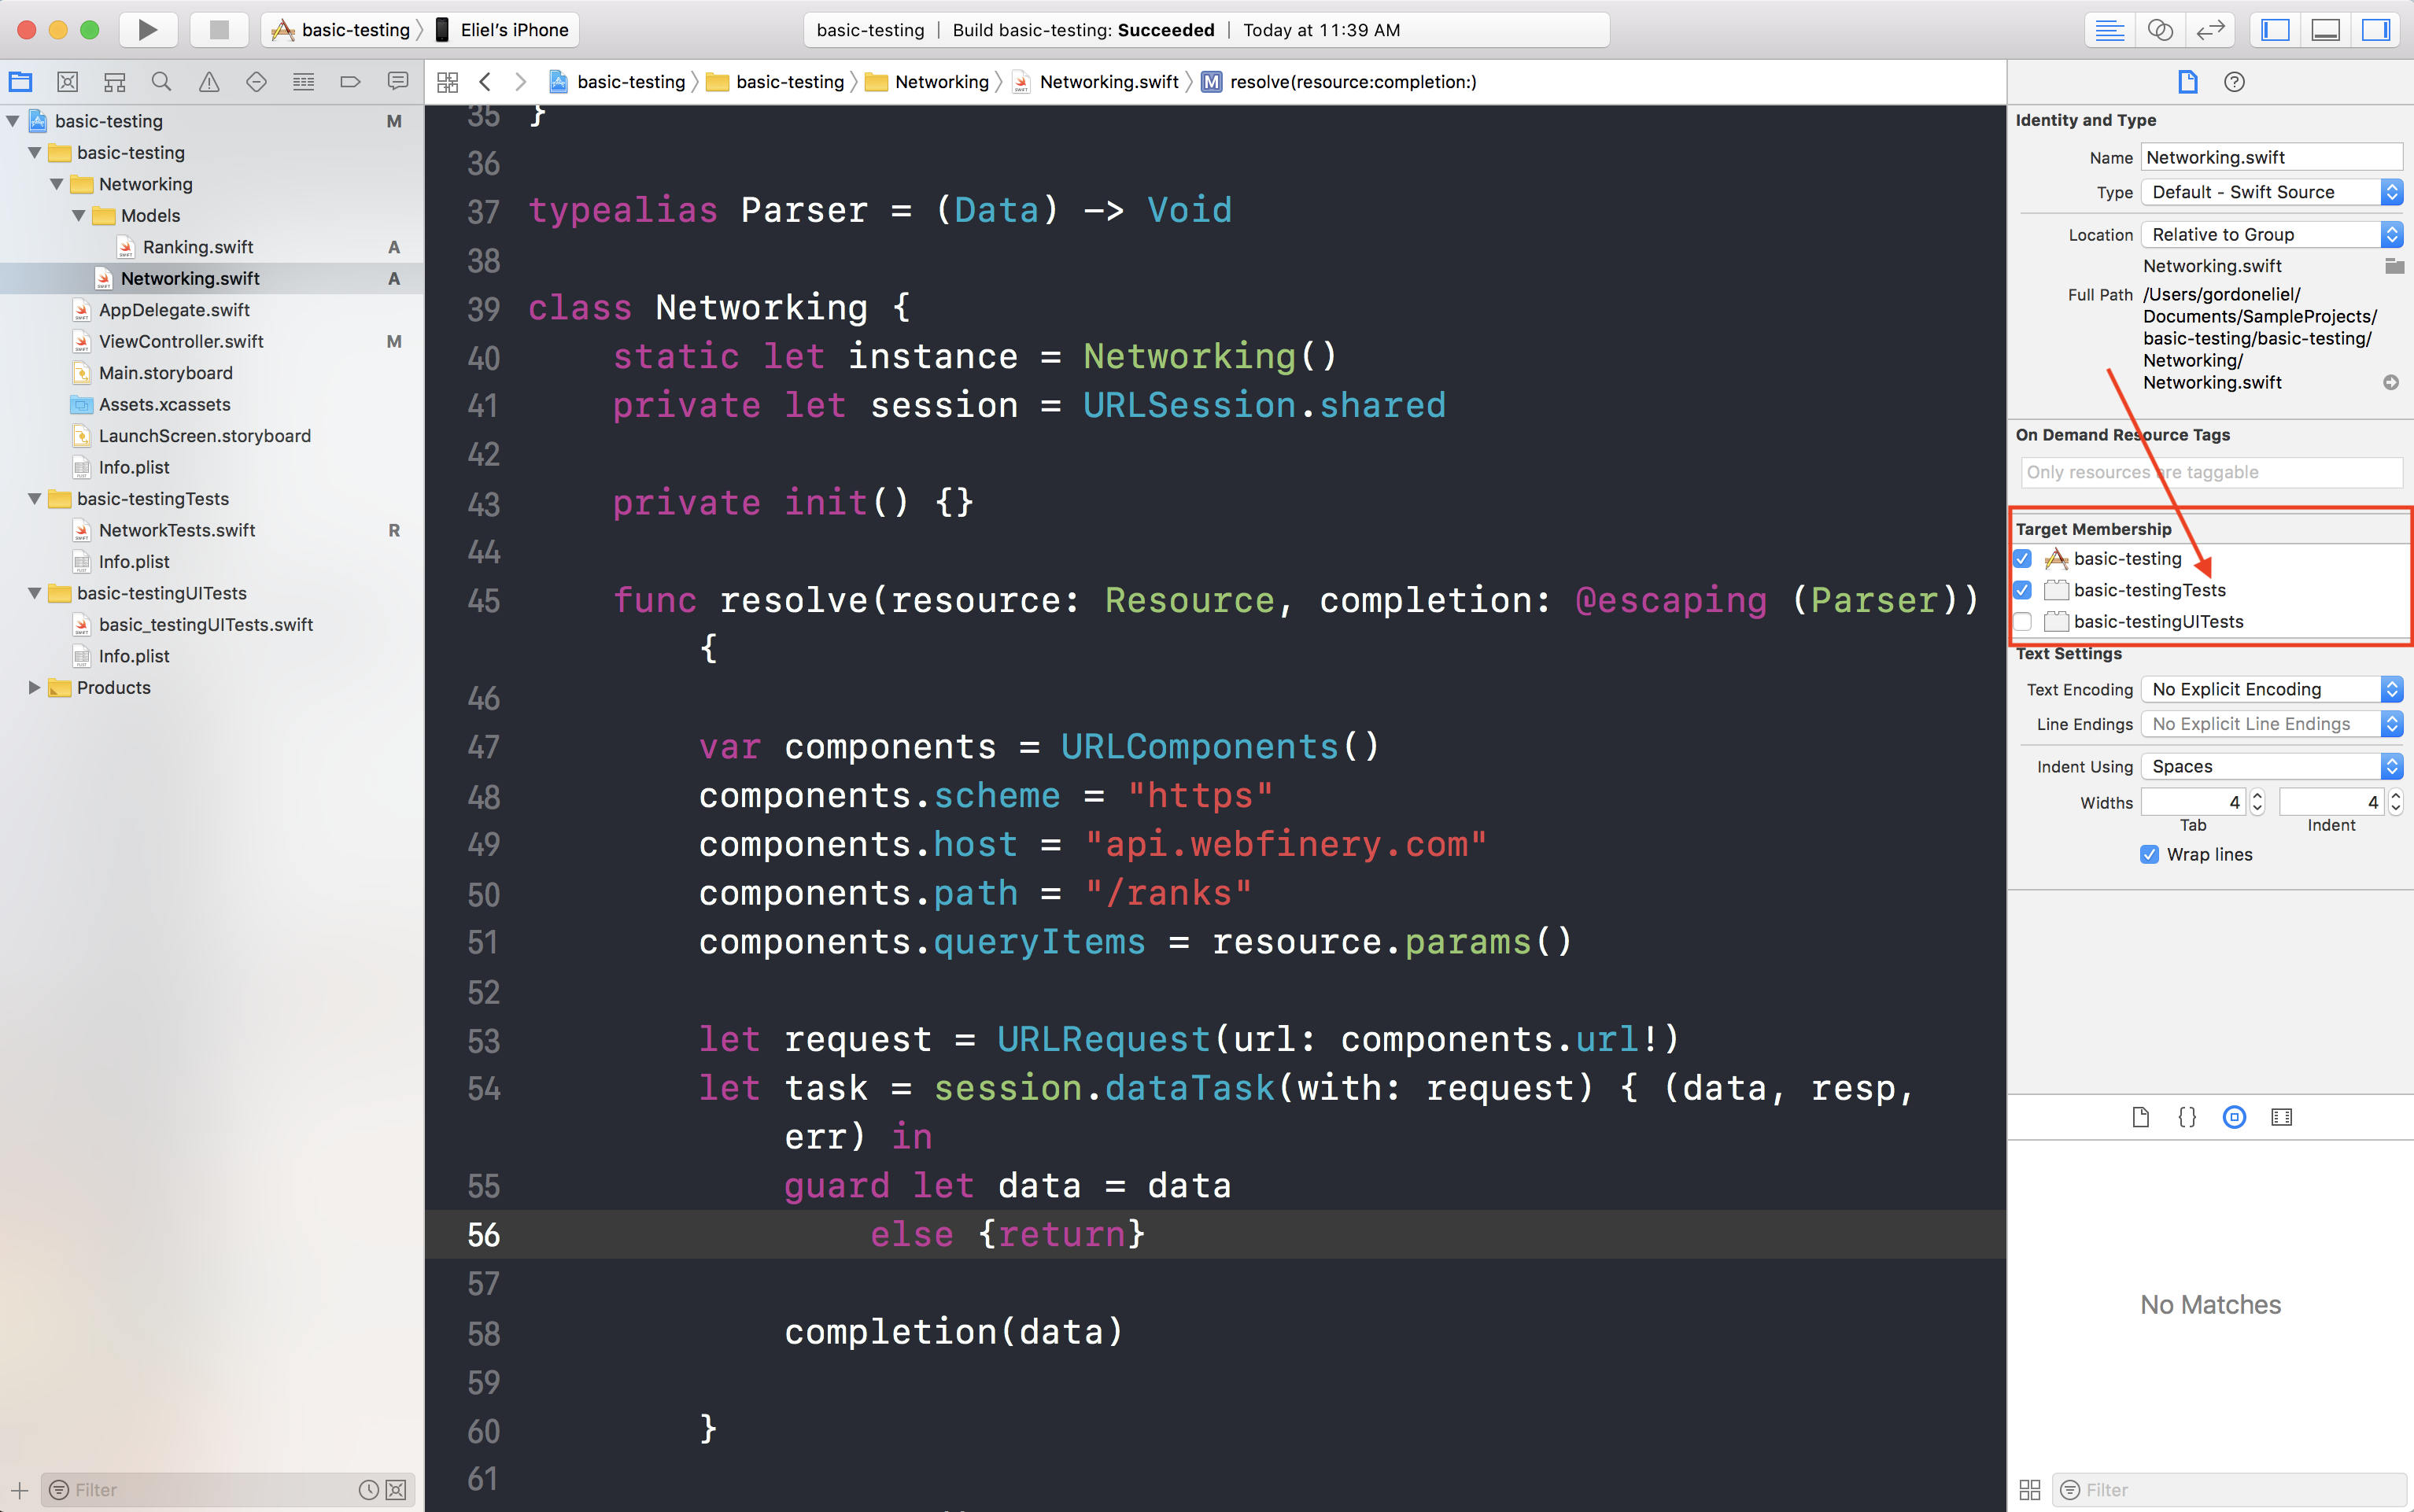 basic-testing 〉 Eliel's iPhone
basic-testing | Build basic-testing: Succeeded | Today at 11:39 AM
basic-testing 〉 basic-testing 〉 Networking 〉 Networking.swift 〉 M resolve(resource:completion:)
basic-testing M
basic-testing
Networking
Models
Ranking.swift A
Networking.swift A
AppDelegate.swift
ViewController.swift M
Main.storyboard
Assets.xcassets
LaunchScreen.storyboard
Info.plist
basic-testingTests
NetworkTests.swift R
Info.plist
basic-testingUITests
basic_testingUITests.swift
Info.plist
Products
Filter
35 }
36
37 typealias Parser = (Data) -> Void
38
39 class Networking {
40 static let instance = Networking()
41 private let session = URLSession.shared
42
43 private init() {}
44
45 func resolve(resource: Resource, completion: @escaping (Parser))
{
46
47 var components = URLComponents()
48 components.scheme = "https"
49 components.host = "api.webfinery.com"
50 components.path = "/ranks"
51 components.queryItems = resource.params()
52
53 let request = URLRequest(url: components.url!)
54 let task = session.dataTask(with: request) { (data, resp,
err) in
55 guard let data = data
56 else {return}
57
58 completion(data)
59
60 }
61
Identity and Type
Name Networking.swift
Type Default - Swift Source
Location Relative to Group
Networking.swift
Full Path /Users/gordoneliel/
Documents/SampleProjects/
basic-testing/basic-testing/
Networking/
Networking.swift
On Demand Resource Tags
Only resources are taggable
Target Membership
basic-testing
basic-testingTests
basic-testingUITests
Text Settings
Text Encoding No Explicit Encoding
Line Endings No Explicit Line Endings
Indent Using Spaces
Widths 4 4
Tab Indent
Wrap lines
{ }
No Matches
Filter